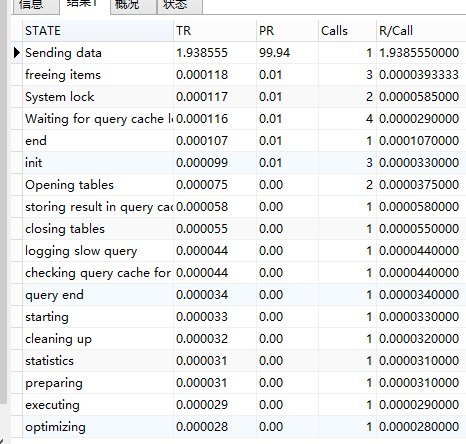 信息 结果1 概况 状态
STATE TR PR Calls R/Call
Sending data 1.938555 99.94 1 1.9385550000
freeing items 0.000118 0.01 3 0.0000393333
System lock 0.000117 0.01 2 0.0000585000
Waiting for query cache 0.000116 0.01 4 0.0000290000
end 0.000107 0.01 1 0.0001070000
init 0.000099 0.01 3 0.0000330000
Opening tables 0.000075 0.00 2 0.0000375000
storing result in query 0.000058 0.00 1 0.0000580000
closing tables 0.000055 0.00 1 0.0000550000
logging slow query 0.000044 0.00 1 0.0000440000
checking query cache for 0.000044 0.00 1 0.0000440000
query end 0.000034 0.00 1 0.0000340000
starting 0.000033 0.00 1 0.0000330000
cleaning up 0.000032 0.00 1 0.0000320000
statistics 0.000031 0.00 1 0.0000310000
preparing 0.000031 0.00 1 0.0000310000
executing 0.000029 0.00 1 0.0000290000
optimizing 0.000028 0.00 1 0.0000280000